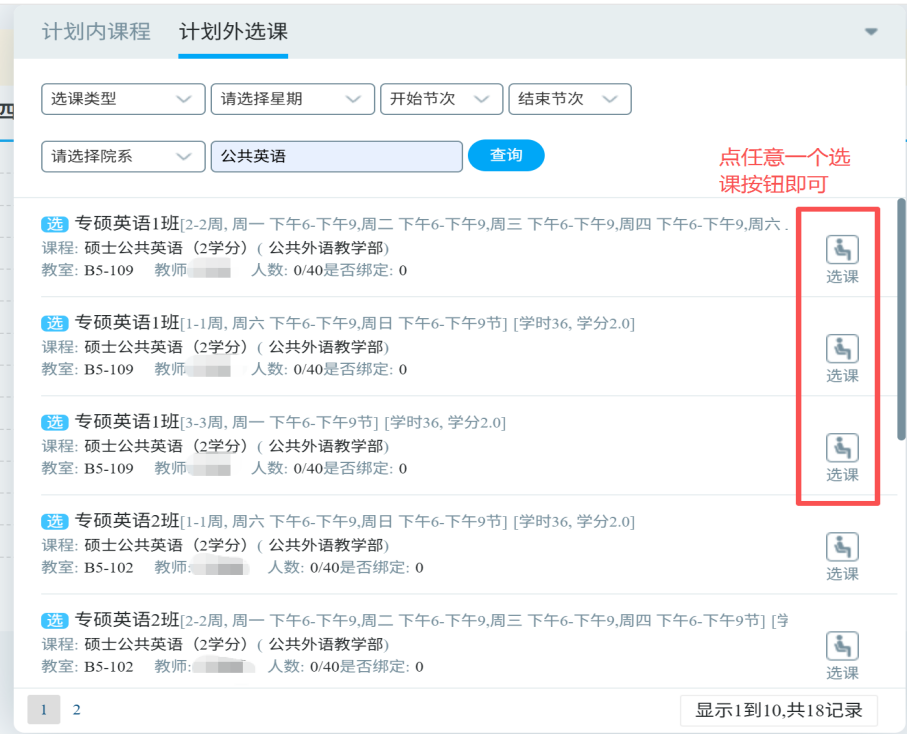 计划内课程 计划外选课
四
选课类型 请选择星期 开始节次 结束节次
请选择院系 公共英语 查询
点任意一个选
课按钮即可
选 专硕英语1班[2-2周, 周一 下午6-下午9,周二 下午6-下午9,周三 下午6-下午9,周四 下午6-下午9,周六 .
课程: 硕士公共英语（2学分）( 公共外语教学部)
教室: B5-109 教师 人数: 0/40是否绑定: 0
选课
选 专硕英语1班[1-1周, 周六 下午6-下午9,周日 下午6-下午9节] [学时36, 学分2.0]
课程: 硕士公共英语（2学分）( 公共外语教学部)
教室: B5-109 教师 人数: 0/40是否绑定: 0
选课
选 专硕英语1班[3-3周, 周一 下午6-下午9节] [学时36, 学分2.0]
课程: 硕士公共英语（2学分）( 公共外语教学部)
教室: B5-109 教师 人数: 0/40是否绑定: 0
选课
选 专硕英语2班[1-1周, 周六 下午6-下午9,周日 下午6-下午9节] [学时36, 学分2.0]
课程: 硕士公共英语（2学分）( 公共外语教学部)
教室: B5-102 教师: 人数: 0/40是否绑定: 0
选课
选 专硕英语2班[2-2周, 周一 下午6-下午9,周二 下午6-下午9,周三 下午6-下午9,周四 下午6-下午9节] [学
课程: 硕士公共英语（2学分）( 公共外语教学部)
教室: B5-102 教师: 人数: 0/40是否绑定: 0
选课
1 2 显示1到10,共18记录